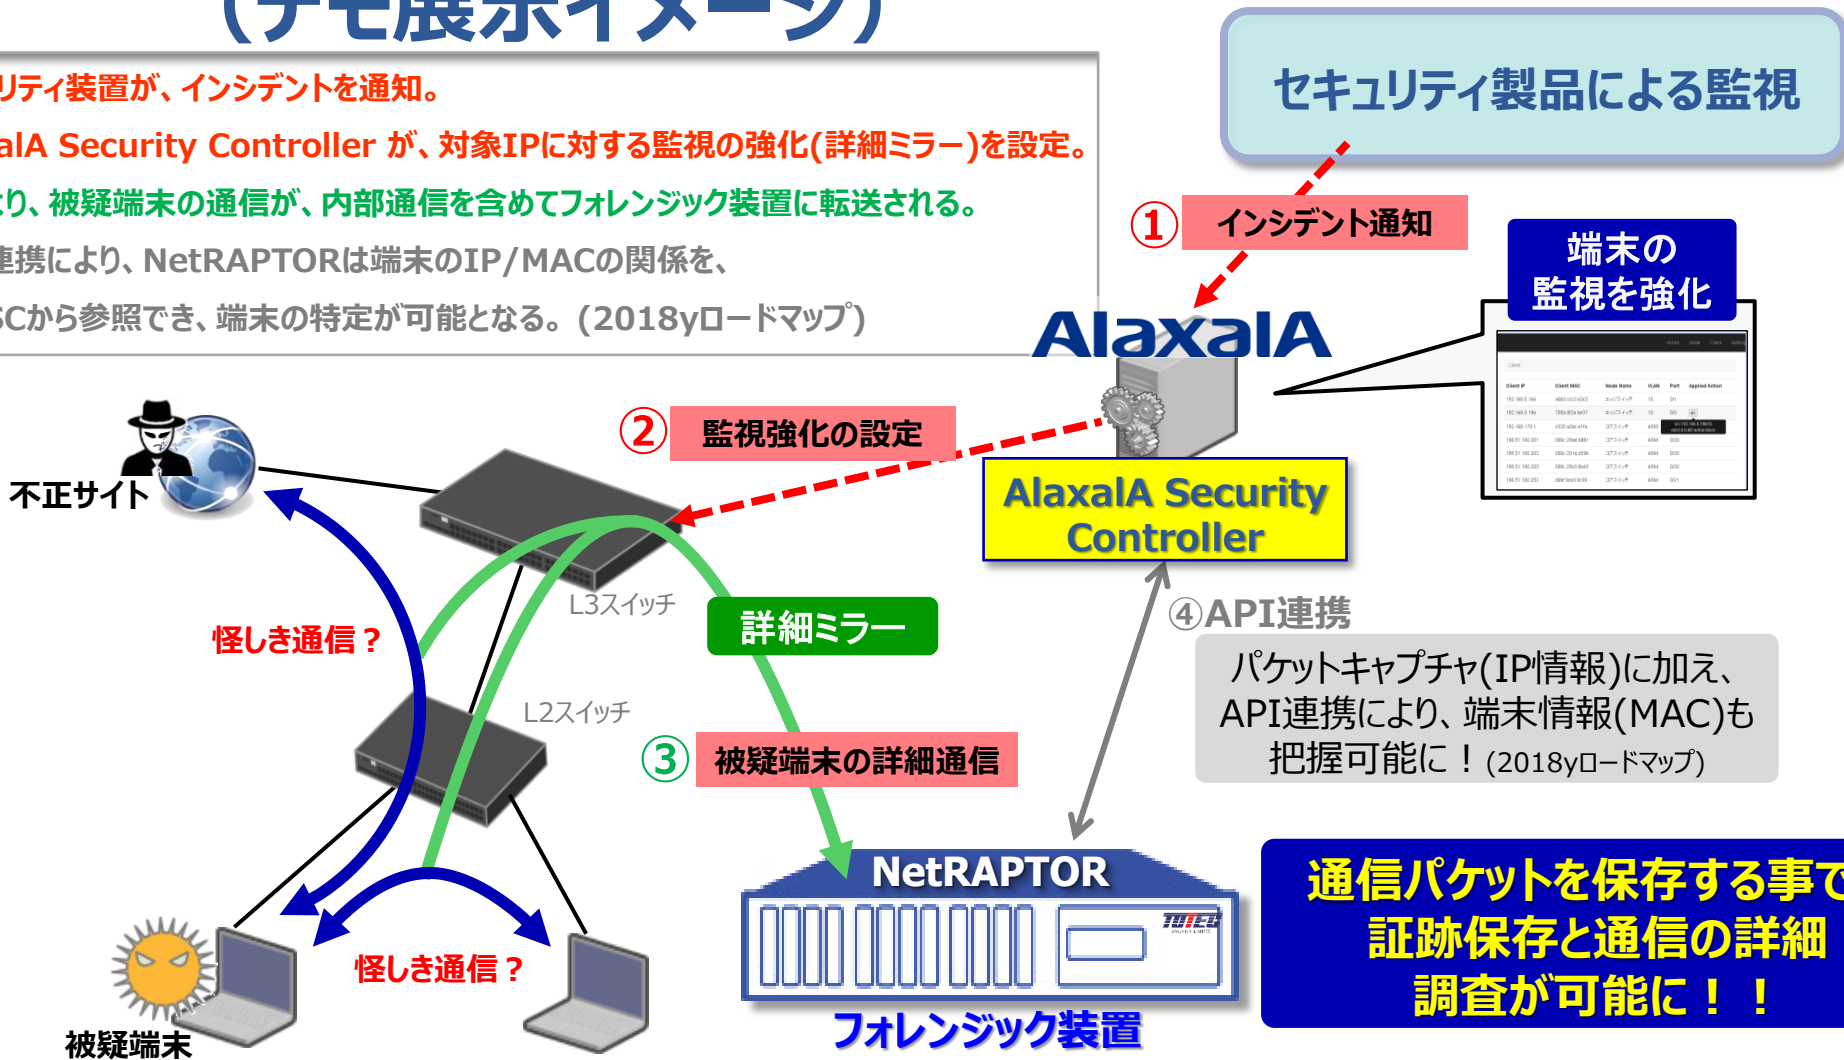 (デモ展示イメージ)
リティ装置が、インシデントを通知。
alA Security Controller が、対象IPに対する監視の強化(詳細ミラー)を設定。
より、被疑端末の通信が、内部通信を含めてフォレンジック装置に転送される。
連携により、NetRAPTORは端末のIP/MACの関係を、
SCから参照でき、端末の特定が可能となる。(2018yロードマップ)
セキュリティ製品による監視
① インシデント通知
端末の
監視を強化
AlaxalA
Client
Client IP Client MAC Node Name VLAN Port Applied Action
② 監視強化の設定
AlaxalA Security
Controller
不正サイト
L3スイッチ
怪しき通信？
詳細ミラー
④API連携
パケットキャプチャ(IP情報)に加え、
API連携により、端末情報(MAC)も
把握可能に！(2018yロードマップ)
L2スイッチ
③ 被疑端末の詳細通信
NetRAPTOR
TOTEC
怪しき通信？
被疑端末
フォレンジック装置
通信パケットを保存する事で
証跡保存と通信の詳細
調査が可能に！！